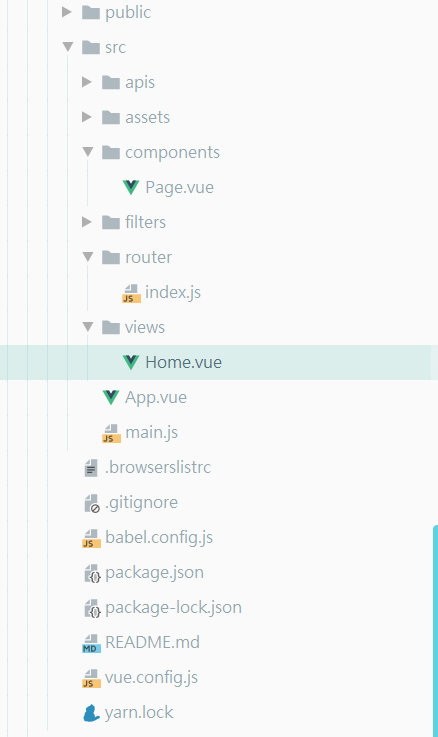 public
src
apis
assets
components
Page.vue
filters
router
JS index.js
views
Home.vue
App.vue
JS main.js
.browserslistrc
.gitignore
JS babel.config.js
{} package.json
{} package-lock.json
MD README.md
JS vue.config.js
yarn.lock